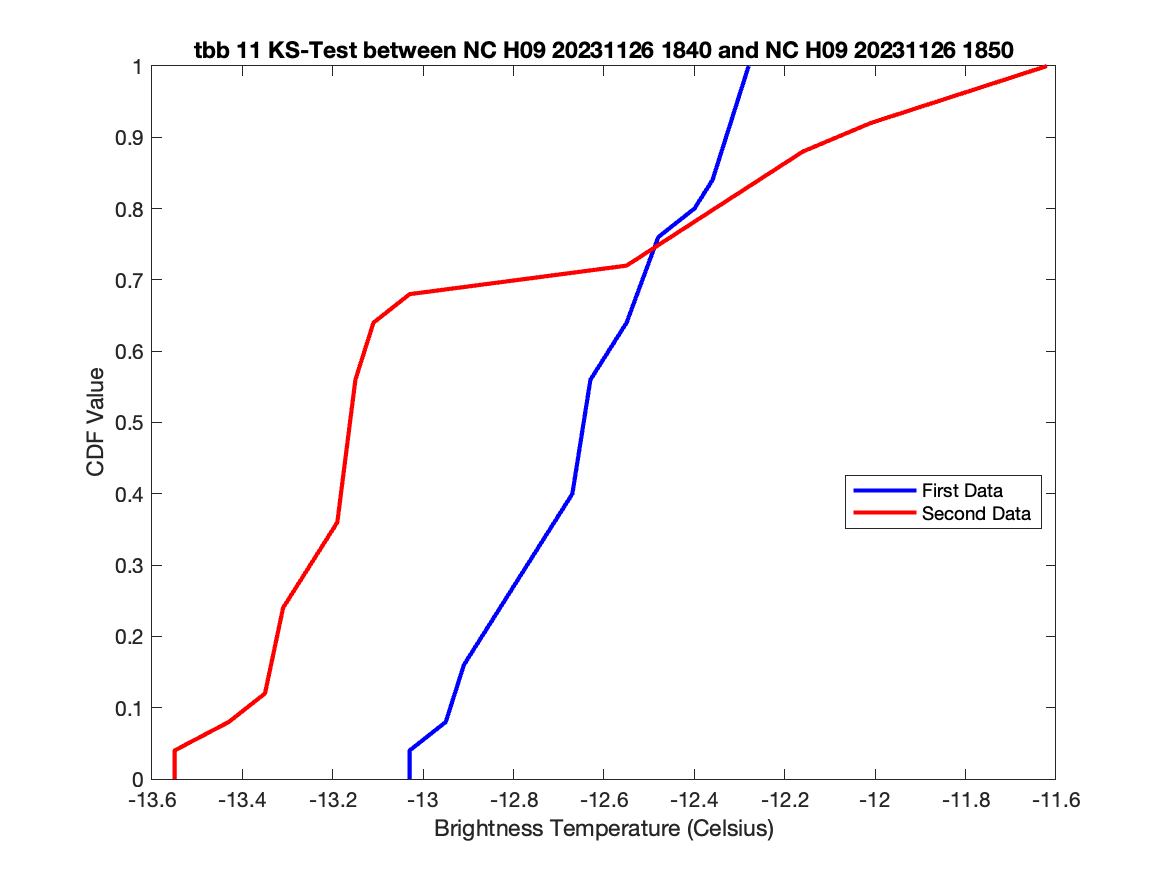 tbb 11 KS-Test between NC H09 20231126 1840 and NC H09 20231126 1850
1
0.9
0.8
0.7
0.6
0.5
0.4
0.3
0.2
0.1
0
CDF Value
First Data
Second Data
-13.6 -13.4 -13.2 -13 -12.8 -12.6 -12.4 -12.2 -12 -11.8 -11.6
Brightness Temperature (Celsius)